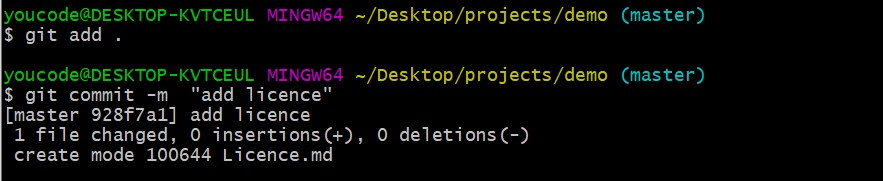 youcode@DESKTOP-KVTCEUL MINGW64 ~/Desktop/projects/demo (master)
$ git add .
youcode@DESKTOP-KVTCEUL MINGW64 ~/Desktop/projects/demo (master)
$ git commit -m  "add licence"
[master 928f7a1] add licence
 1 file changed, 0 insertions(+), 0 deletions(-)
 create mode 100644 Licence.md